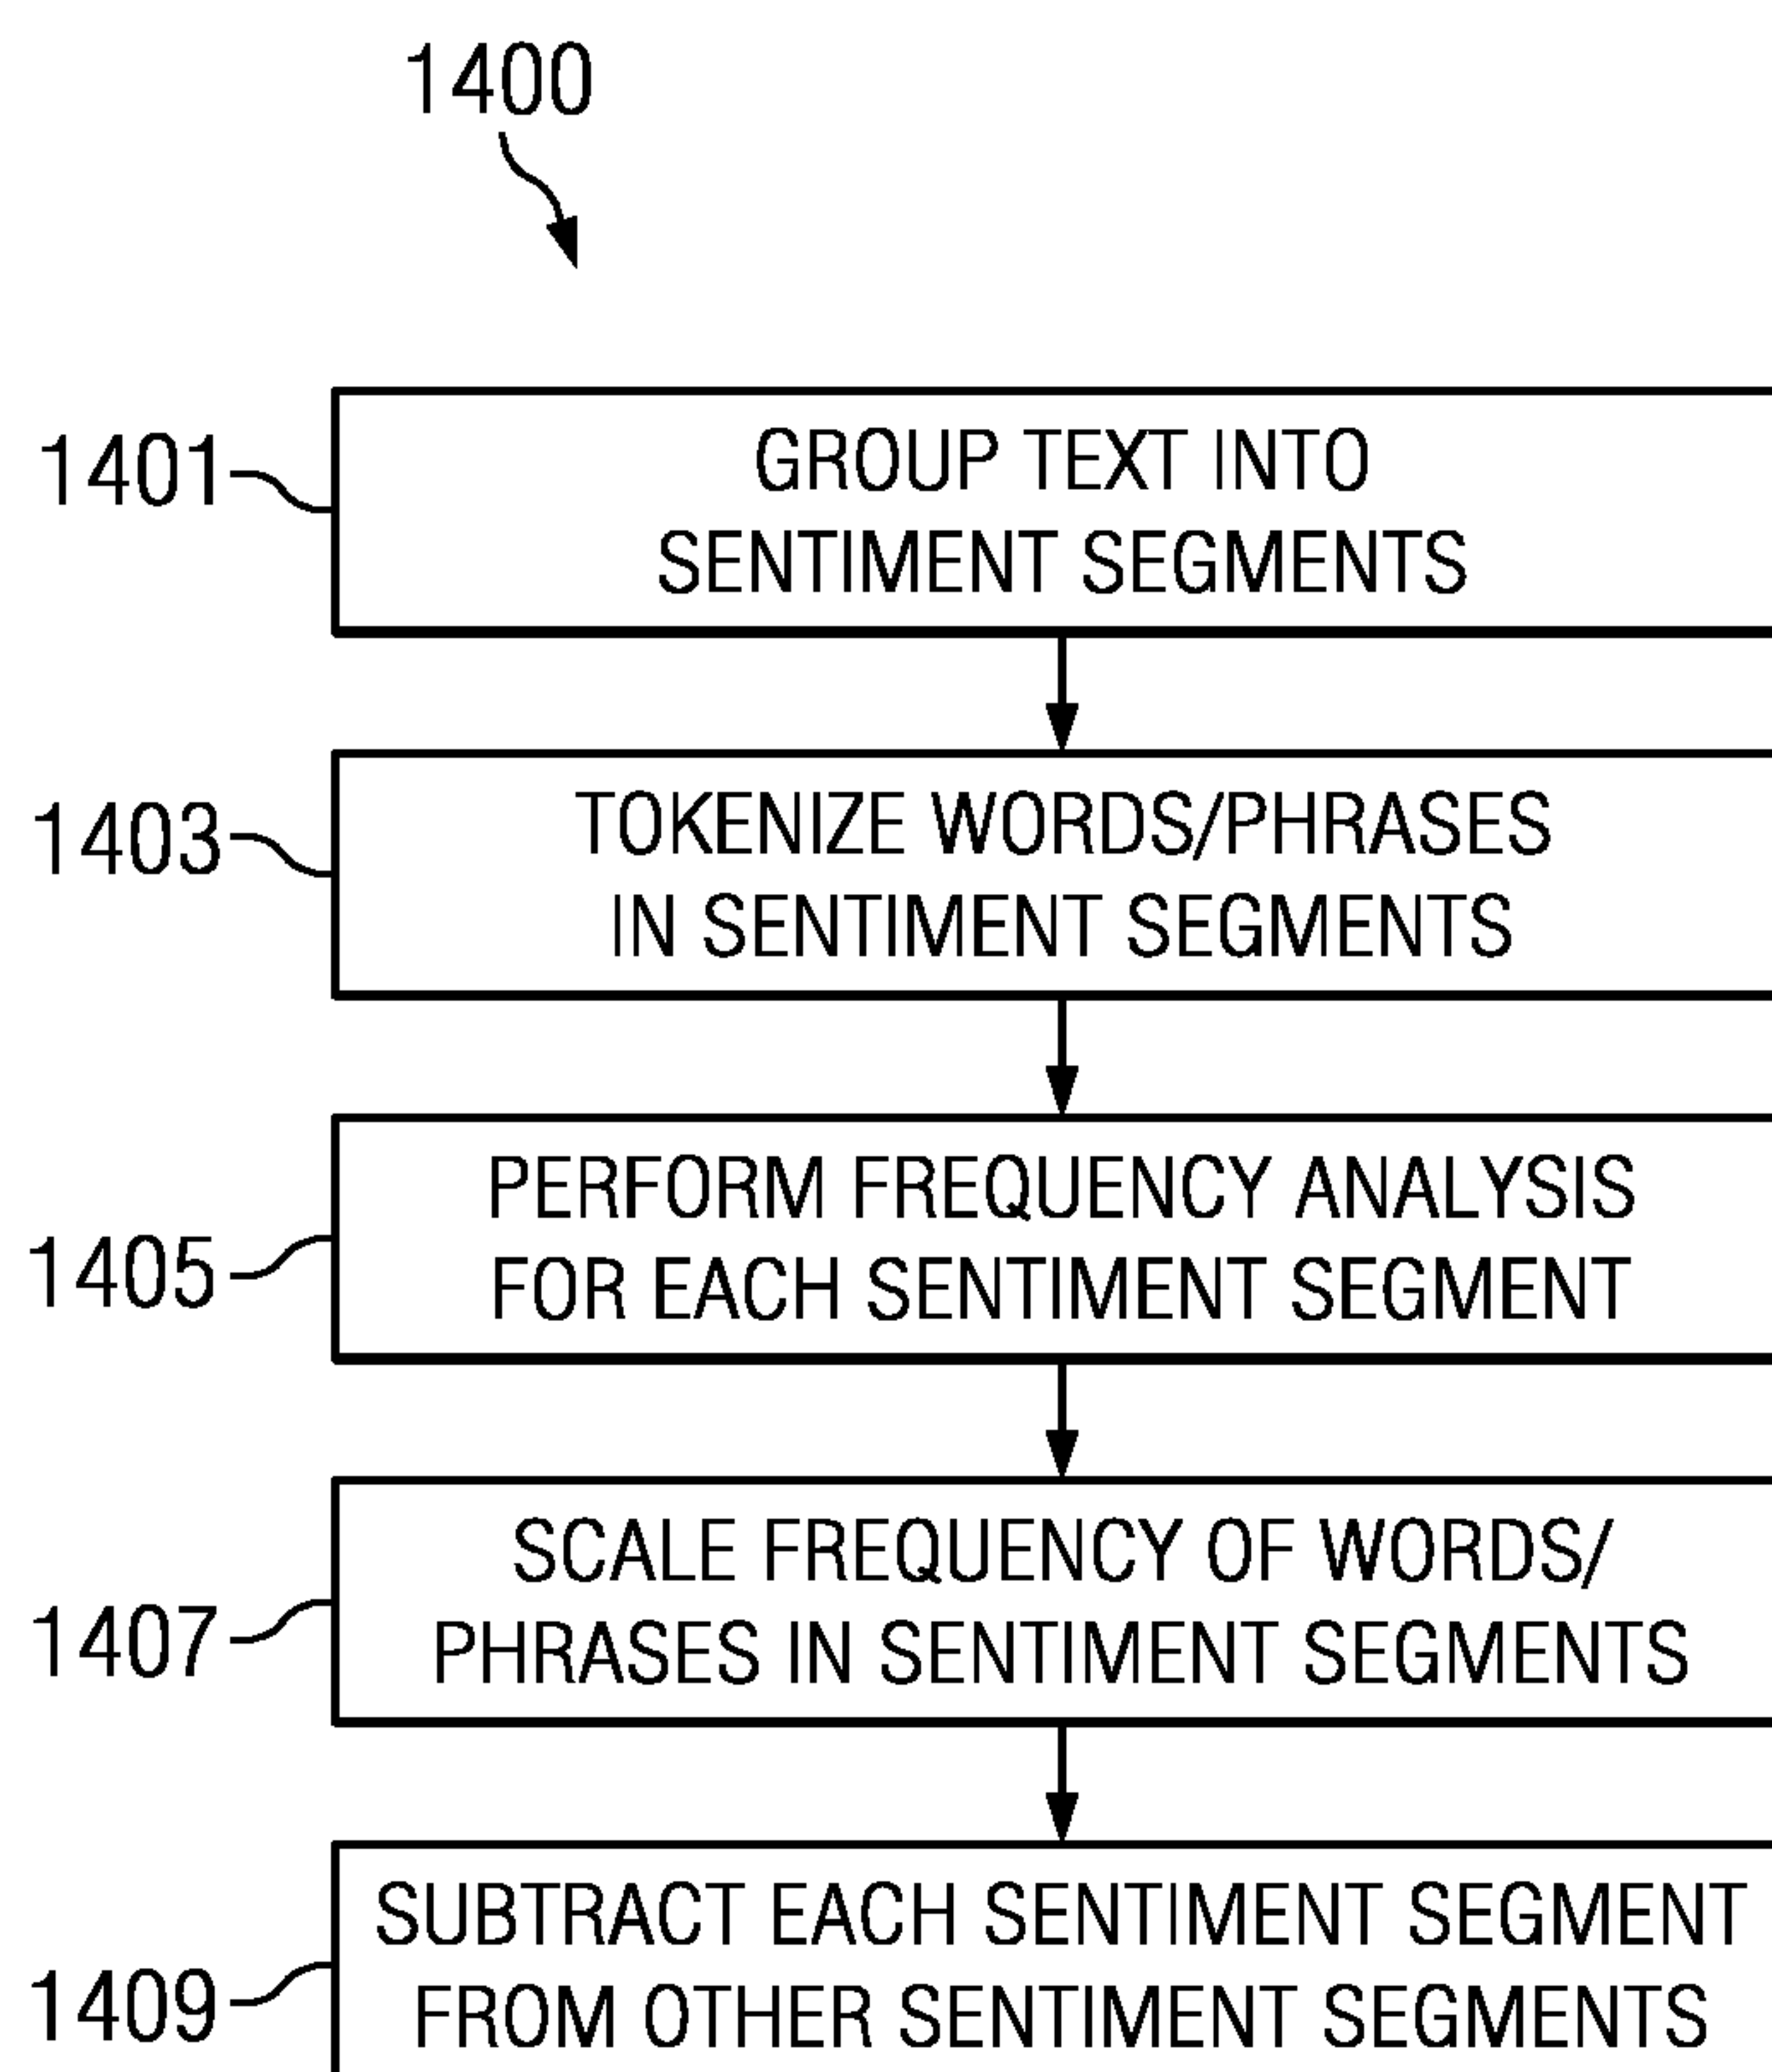 1400
1401
GROUP TEXT INTO
SENTIMENT SEGMENTS
1403
TOKENIZE WORDS/PHRASES
IN SENTIMENT SEGMENTS
1405
PERFORM FREQUENCY ANALYSIS
FOR EACH SENTIMENT SEGMENT
1407
SCALE FREQUENCY OF WORDS/
PHRASES IN SENTIMENT SEGMENTS
1409
SUBTRACT EACH SENTIMENT SEGMENT
FROM OTHER SENTIMENT SEGMENTS